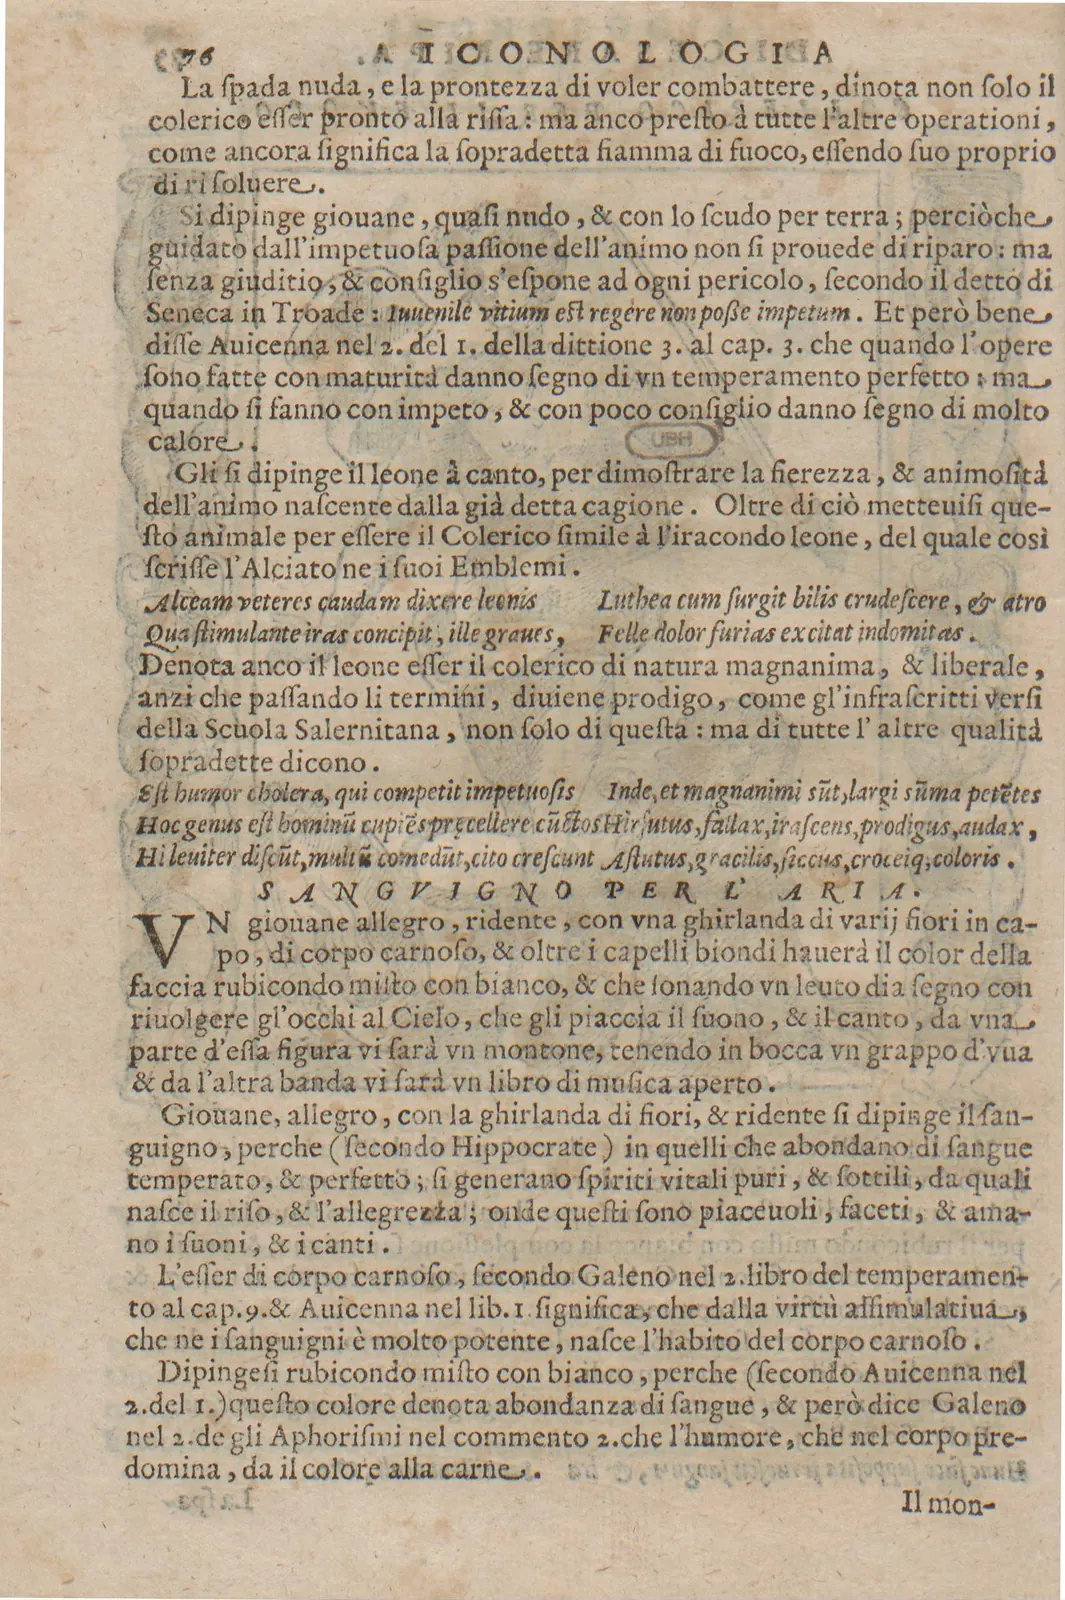 76 ICONOLOGIA
La ſpada nuda, e la prontezza di voler combattere, dinota non ſolo il
colerico eſſer pronto alla riſſa: ma anco preſto à tutte l'altre operationi,
come ancora ſignifica la ſopradetta fiamma di fuoco, eſſendo ſuo proprio
di riſoluere.
Si dipinge giouane, quaſi nudo, & con lo ſcudo per terra; perciòche
guidato dall'impetuoſa paſſione dell'animo non ſi prouede di riparo: ma
ſenza giuditio, & conſiglio s'eſpone ad ogni pericolo, ſecondo il detto di
Seneca in Troade: Iuuenile vitium eſt regere non poſſe impetum. Et però bene
diſſe Auicenna nel 2. del 1. della dittione 3. al cap. 3. che quando l'opere
ſono fatte con maturità danno ſegno di vn temperamento perfetto: ma
quando ſi fanno con impeto, & con poco conſiglio danno ſegno di molto
calore.
UBH
Gli ſi dipinge il leone à canto, per dimoſtrare la fierezza, & animoſità
dell'animo naſcente dalla già detta cagione. Oltre di ciò metteuiſi que-
ſto animale per eſſere il Colerico ſimile à l'iracondo leone, del quale così
ſcriſſe l'Alciato ne i ſuoi Emblemi.
Alceam veteres caudam dixere leonis Luthea cum ſurgit bilis crudeſcere, & atro
Qua ſtimulante iras concipit, ille graues, Felle dolor furias excitat indomitas.
Denota anco il leone eſſer il colerico di natura magnanima, & liberale,
anzi che paſſando li termini, diuiene prodigo, come gl'infraſcritti verſi
della Scuola Salernitana, non ſolo di queſta: ma di tutte l'altre qualità
ſopradette dicono.
Eſt humor cholera, qui competit impetuoſis Inde, et magnanimi sūt, largi sūma petētes
Hoc genus eſt hominū cupiēs pręcellere cūctos Hirſutus, fallax, iraſcens, prodigus, audax,
Hi leuiter diſcūt, multū comedūt, cito creſcunt Aſtutus, gracilis, ſiccus, croceiq; coloris.
SANGVIGNO PER L'ARIA.
VN giouane allegro, ridente, con vna ghirlanda di varij fiori in ca-
po, di corpo carnoſo, & oltre i capelli biondi hauerà il color della
faccia rubicondo miſto con bianco, & che ſonando vn leuto dia ſegno con
riuolgere gl'occhi al Cielo, che gli piaccia il ſuono, & il canto, da vna
parte d'eſſa figura vi ſarà vn montone, tenendo in bocca vn grappo d'vua
& da l'altra banda vi ſarà vn libro di muſica aperto.
Giouane, allegro, con la ghirlanda di fiori, & ridente ſi dipinge il ſan-
guigno, perche (ſecondo Hippocrate) in quelli che abondano di ſangue
temperato, & perfetto; ſi generano ſpiriti vitali puri, & ſottili, da quali
naſce il riſo, & l'allegrezza; onde queſti ſono piaceuoli, faceti, & ama-
no i ſuoni, & i canti.
L'eſſer di corpo carnoſo, ſecondo Galeno nel 2. libro del temperamen-
to al cap. 9. & Auicenna nel lib. 1 ſignifica, che dalla virtù aſſimulatiua,
che ne i ſanguigni è molto potente, naſce l'habito del corpo carnoſo.
Dipingeſi rubicondo miſto con bianco, perche (ſecondo Auicenna nel
2. del 1.) queſto colore denota abondanza di ſangue, & però dice Galeno
nel 2. degli Aphoriſmi nel commento 2. che l'humore, che nel corpo pre-
domina, da il colore alla carne.
Il mon-